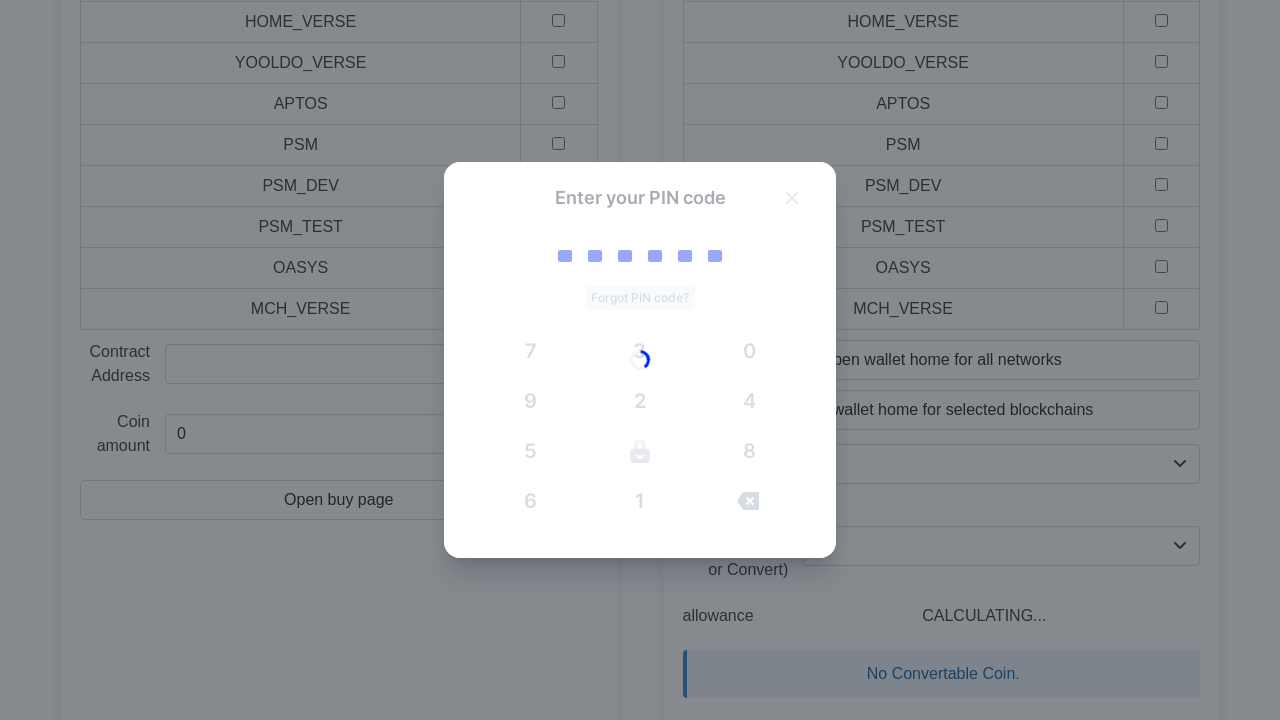 HOME_VERSE
YOOLDO_VERSE
APTOS
PSM
PSM_DEV
PSM_TEST
OASYS
MCH_VERSE
Contract
Address
Coin
amount
0
Open buy page
HOME_VERSE
YOOLDO_VERSE
APTOS
PSM
PSM_DEV
PSM_TEST
OASYS
MCH_VERSE
wallet home for all networks
wallet home for selected blockchains
or Convert)
allowance CALCULATING...
No Convertable Coin.
Enter your PIN code
Forgot PIN code?
7 3 0
9 2 4
5 8
6 1